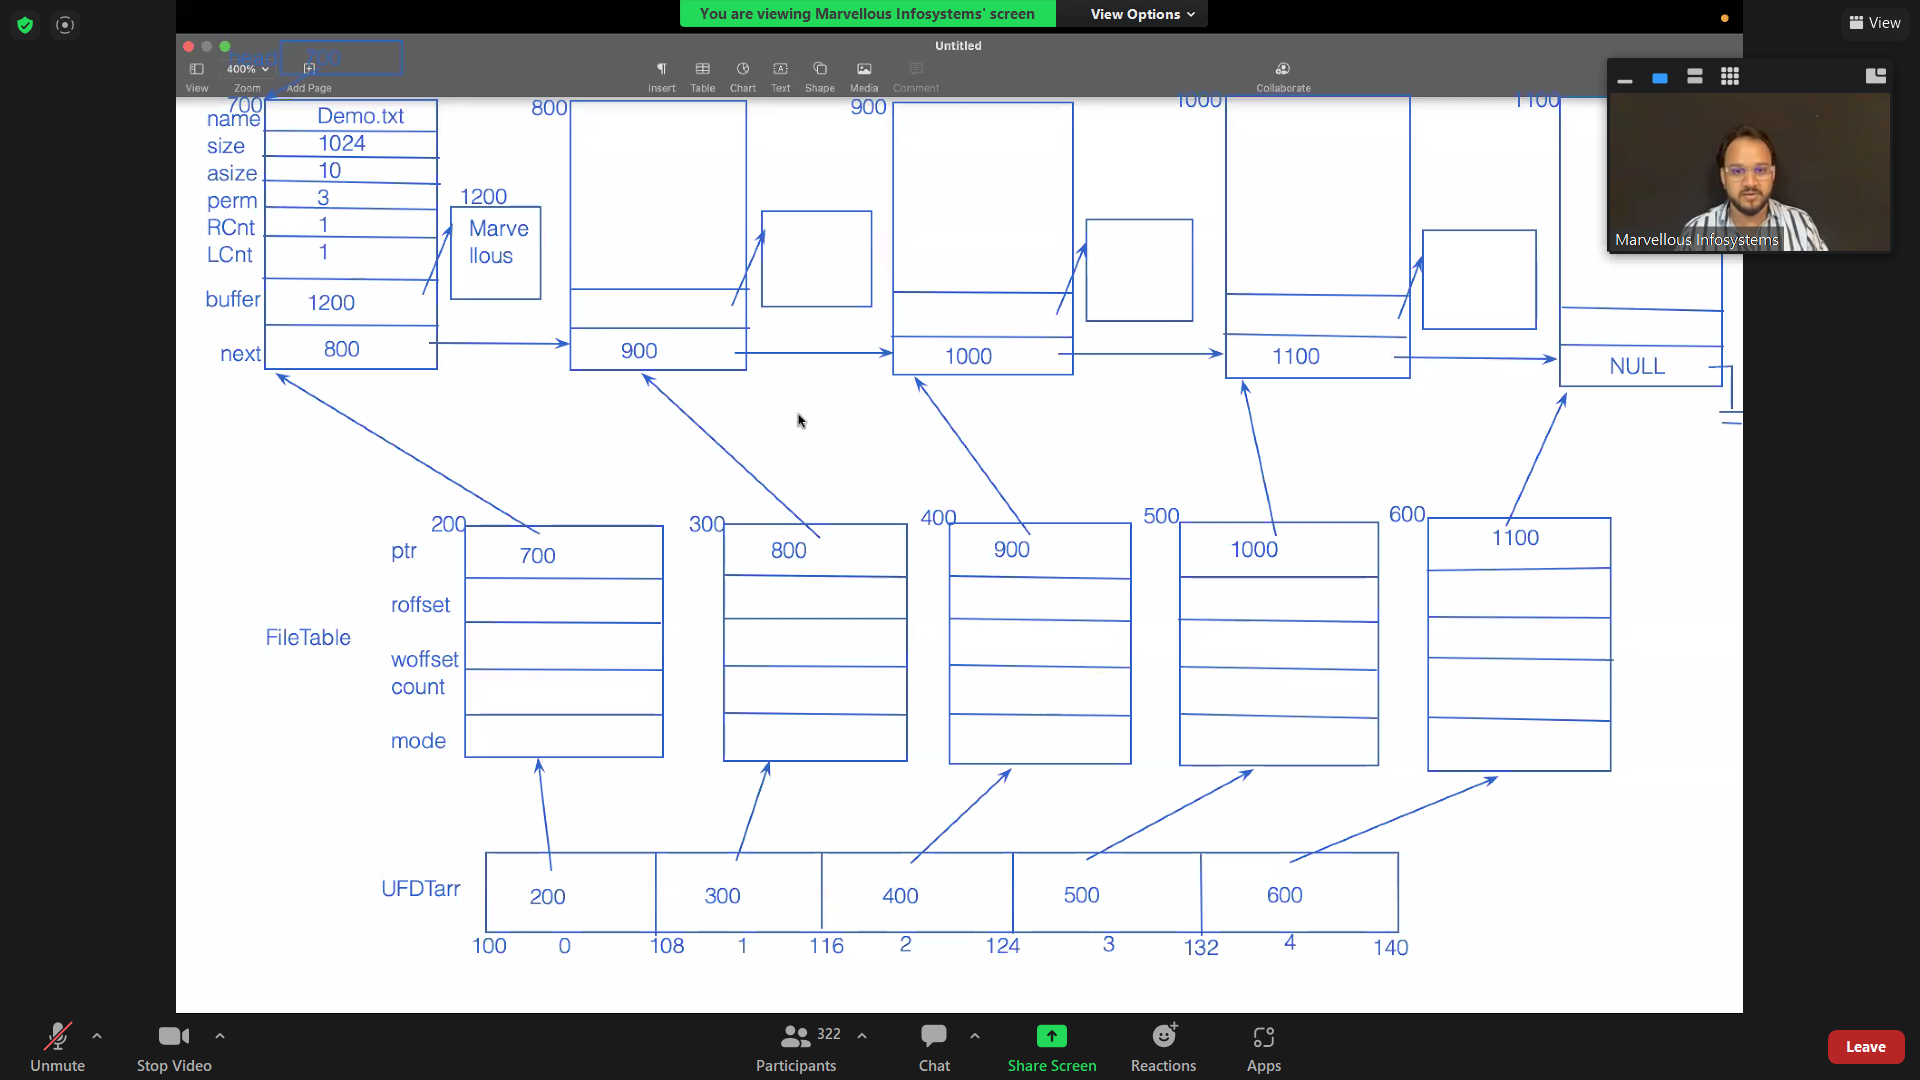 You are viewing Marvellous Infosystems' screen
View Options
View
Untitled
400%
View
Zoom
Add Page
Insert
Table
Chart
Text
Shape
Media
Comment
Collaborate
Marvellous Infosystems
head 700
700
800
900
1000
1100
name Demo.txt
size 1024
asize 10
perm 3
RCnt 1
LCnt 1
buffer 1200
next 800
1200
Marve
llous
900
1000
1100
NULL
200
300
400
500
600
FileTable
ptr 700 800 900 1000 1100
roffset
woffset
count
mode
UFDTarr 200 300 400 500 600
100 0 108 1 116 2 124 3 132 4 140
Unmute
Stop Video
Participants
322
Chat
Share Screen
Reactions
Apps
Leave